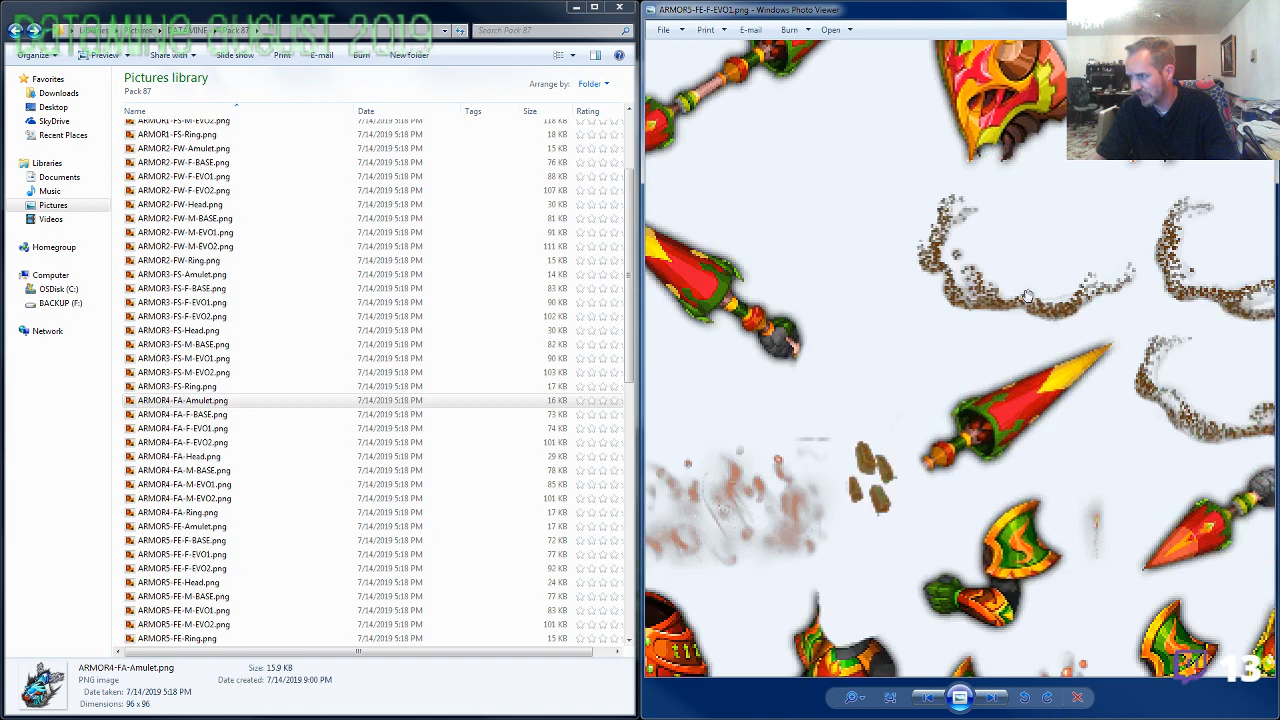 DATAMINE AUGUST 2019
Libraries Pictures DATAMINE Pack 87
Search Pack 87
Organize Preview Share with Slide show Print E-mail Burn New folder
Favorites
Downloads
Desktop
SkyDrive
Recent Places
Libraries
Documents
Music
Pictures
Videos
Homegroup
Computer
OSDisk (C:)
BACKUP (F:)
Network
Pictures library
Pack 87
Arrange by: Folder
Name Date Tags Size Rating
ARMOR1-FS-M-EVO2.png 7/14/2019 5:18 PM 118 KB
ARMOR1-FS-Ring.png 7/14/2019 5:18 PM 18 KB
ARMOR2-FW-Amulet.png 7/14/2019 5:18 PM 15 KB
ARMOR2-FW-F-BASE.png 7/14/2019 5:18 PM 76 KB
ARMOR2-FW-F-EVO1.png 7/14/2019 5:18 PM 88 KB
ARMOR2-FW-F-EVO2.png 7/14/2019 5:18 PM 107 KB
ARMOR2-FW-Head.png 7/14/2019 5:18 PM 30 KB
ARMOR2-FW-M-BASE.png 7/14/2019 5:18 PM 81 KB
ARMOR2-FW-M-EVO1.png 7/14/2019 5:18 PM 91 KB
ARMOR2-FW-M-EVO2.png 7/14/2019 5:18 PM 111 KB
ARMOR2-FW-Ring.png 7/14/2019 5:18 PM 15 KB
ARMOR3-FS-Amulet.png 7/14/2019 5:18 PM 14 KB
ARMOR3-FS-F-BASE.png 7/14/2019 5:18 PM 83 KB
ARMOR3-FS-F-EVO1.png 7/14/2019 5:18 PM 90 KB
ARMOR3-FS-F-EVO2.png 7/14/2019 5:18 PM 102 KB
ARMOR3-FS-Head.png 7/14/2019 5:18 PM 30 KB
ARMOR3-FS-M-BASE.png 7/14/2019 5:18 PM 82 KB
ARMOR3-FS-M-EVO1.png 7/14/2019 5:18 PM 90 KB
ARMOR3-FS-M-EVO2.png 7/14/2019 5:18 PM 103 KB
ARMOR3-FS-Ring.png 7/14/2019 5:18 PM 17 KB
ARMOR4-FA-Amulet.png 7/14/2019 5:18 PM 16 KB
ARMOR4-FA-F-BASE.png 7/14/2019 5:18 PM 73 KB
ARMOR4-FA-F-EVO1.png 7/14/2019 5:18 PM 74 KB
ARMOR4-FA-F-EVO2.png 7/14/2019 5:18 PM 101 KB
ARMOR4-FA-Head.png 7/14/2019 5:18 PM 29 KB
ARMOR4-FA-M-BASE.png 7/14/2019 5:18 PM 78 KB
ARMOR4-FA-M-EVO1.png 7/14/2019 5:18 PM 85 KB
ARMOR4-FA-M-EVO2.png 7/14/2019 5:18 PM 101 KB
ARMOR4-FA-Ring.png 7/14/2019 5:18 PM 17 KB
ARMOR5-FE-Amulet.png 7/14/2019 5:18 PM 17 KB
ARMOR5-FE-F-BASE.png 7/14/2019 5:18 PM 72 KB
ARMOR5-FE-F-EVO1.png 7/14/2019 5:18 PM 77 KB
ARMOR5-FE-F-EVO2.png 7/14/2019 5:18 PM 92 KB
ARMOR5-FE-Head.png 7/14/2019 5:18 PM 24 KB
ARMOR5-FE-M-BASE.png 7/14/2019 5:18 PM 77 KB
ARMOR5-FE-M-EVO1.png 7/14/2019 5:18 PM 83 KB
ARMOR5-FE-M-EVO2.png 7/14/2019 5:18 PM 101 KB
ARMOR5-FE-Ring.png 7/14/2019 5:18 PM 15 KB
ARMOR4-FA-Amulet.png Size: 15.9 KB
PNG image Date created: 7/14/2019 9:00 PM
Date taken: 7/14/2019 5:18 PM
Dimensions: 96 x 96
ARMOR5-FE-F-EVO1.png - Windows Photo Viewer
File Print E-mail Burn Open
13